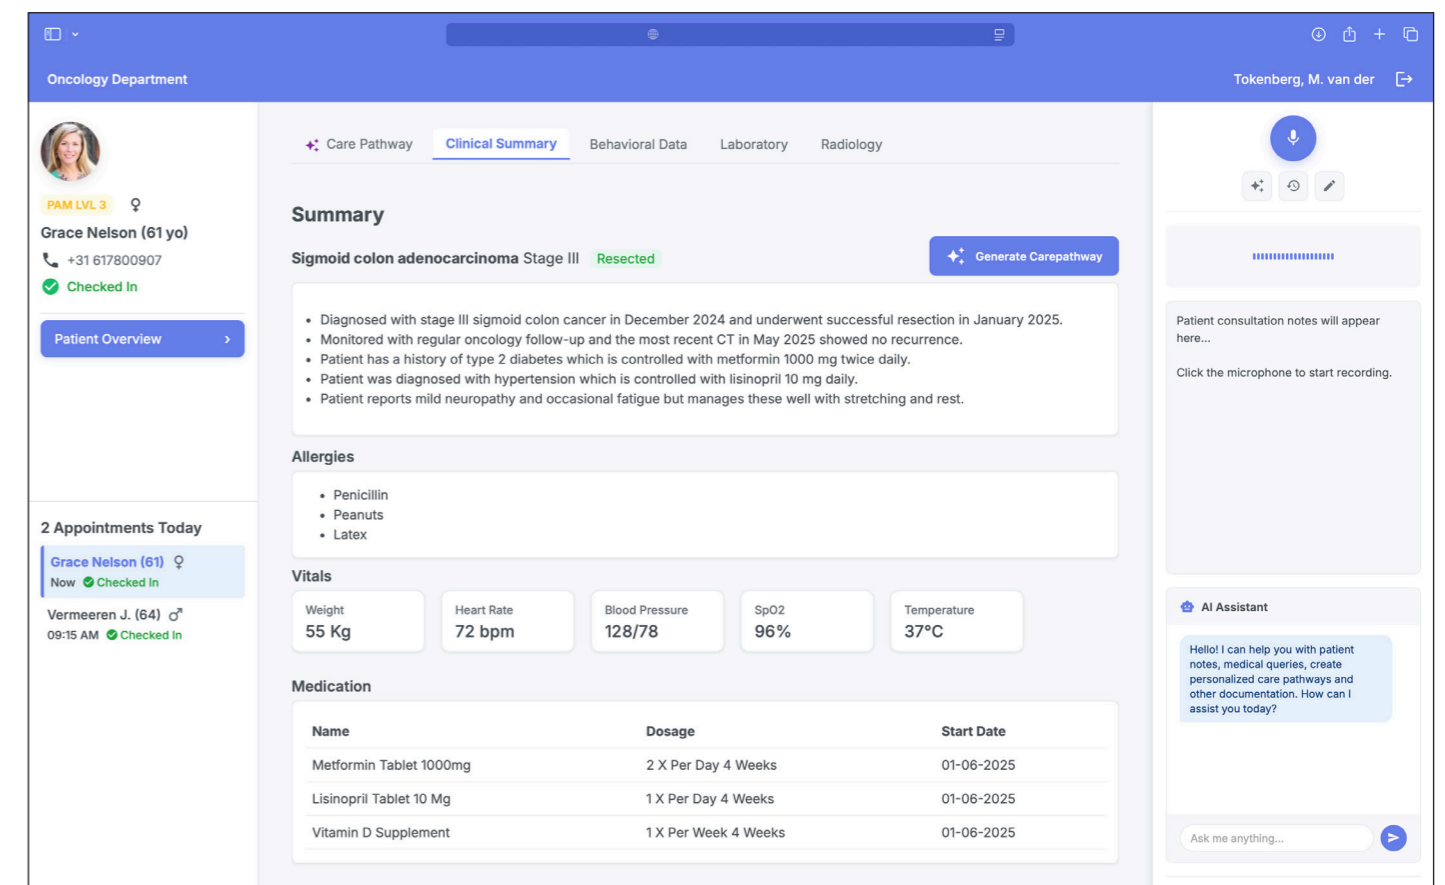 Oncology Department
Tokenberg, M. van der
PAM LVL 3
Grace Nelson (61 yo)
+31 617800907
Checked In
Patient Overview
2 Appointments Today
Grace Nelson (61)
Now Checked In
Vermeeren J. (64)
09:15 AM Checked In
Care Pathway Clinical Summary Behavioral Data Laboratory Radiology
Summary
Sigmoid colon adenocarcinoma Stage III Resected
Generate Carepathway
• Diagnosed with stage III sigmoid colon cancer in December 2024 and underwent successful resection in January 2025.
• Monitored with regular oncology follow-up and the most recent CT in May 2025 showed no recurrence.
• Patient has a history of type 2 diabetes which is controlled with metformin 1000 mg twice daily.
• Patient was diagnosed with hypertension which is controlled with lisinopril 10 mg daily.
• Patient reports mild neuropathy and occasional fatigue but manages these well with stretching and rest.
Allergies
• Penicillin
• Peanuts
• Latex
Vitals
Weight Heart Rate Blood Pressure SpO2 Temperature
55 Kg 72 bpm 128/78 96% 37°C
Medication
Name Dosage Start Date
Metformin Tablet 1000mg 2 X Per Day 4 Weeks 01-06-2025
Lisinopril Tablet 10 Mg 1 X Per Day 4 Weeks 01-06-2025
Vitamin D Supplement 1 X Per Week 4 Weeks 01-06-2025
Patient consultation notes will appear
here...
Click the microphone to start recording.
AI Assistant
Hello! I can help you with patient
notes, medical queries, create
personalized care pathways and
other documentation. How can I
assist you today?
Ask me anything...